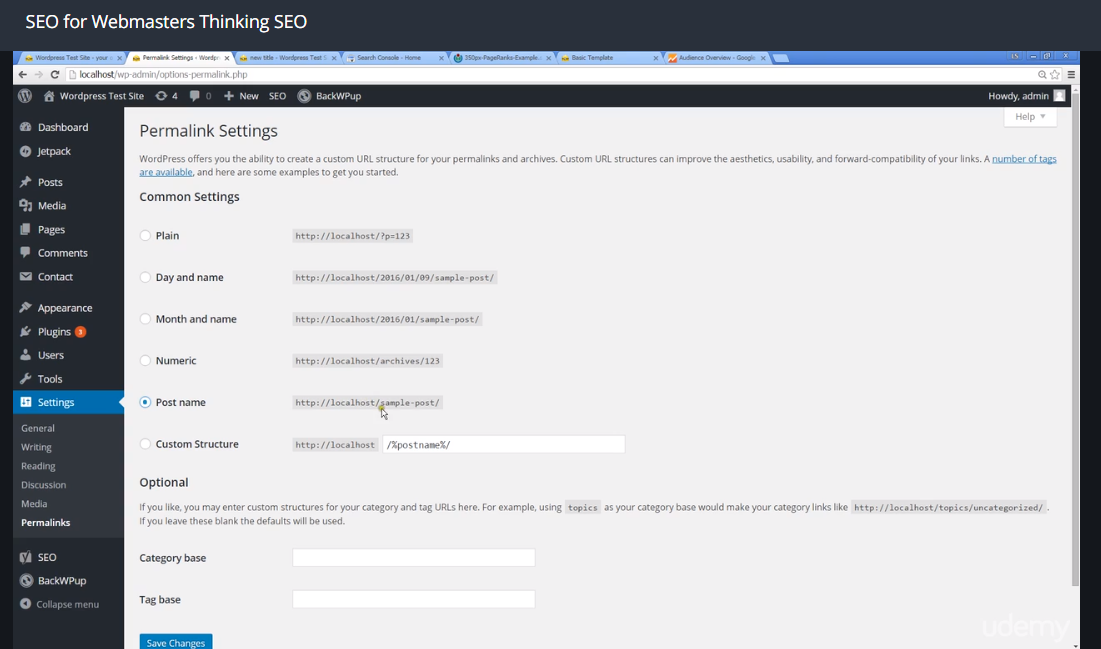 SEO for Webmasters Thinking SEO
Wordpress Test Site - your c
Permalink Settings ‹ Wordpr
new title - Wordpress Test S
Search Console - Home
350px-PageRanks-Example.
Basic Template
Audience Overview - Google
localhost/wp-admin/options-permalink.php
Wordpress Test Site 4 0 New SEO BackWPup Howdy, admin
Help
Dashboard
Jetpack
Posts
Media
Pages
Comments
Contact
Appearance
Plugins 3
Users
Tools
Settings
General
Writing
Reading
Discussion
Media
Permalinks
SEO
BackWPup
Collapse menu
Permalink Settings
WordPress offers you the ability to create a custom URL structure for your permalinks and archives. Custom URL structures can improve the aesthetics, usability, and forward-compatibility of your links. A number of tags
are available, and here are some examples to get you started.
Common Settings
Plain http://localhost/?p=123
Day and name http://localhost/2016/01/09/sample-post/
Month and name http://localhost/2016/01/sample-post/
Numeric http://localhost/archives/123
Post name http://localhost/sample-post/
Custom Structure http://localhost /%postname%/
Optional
If you like, you may enter custom structures for your category and tag URLs here. For example, using topics as your category base would make your category links like http://localhost/topics/uncategorized/ .
If you leave these blank the defaults will be used.
Category base
Tag base
Save Changes
udemy